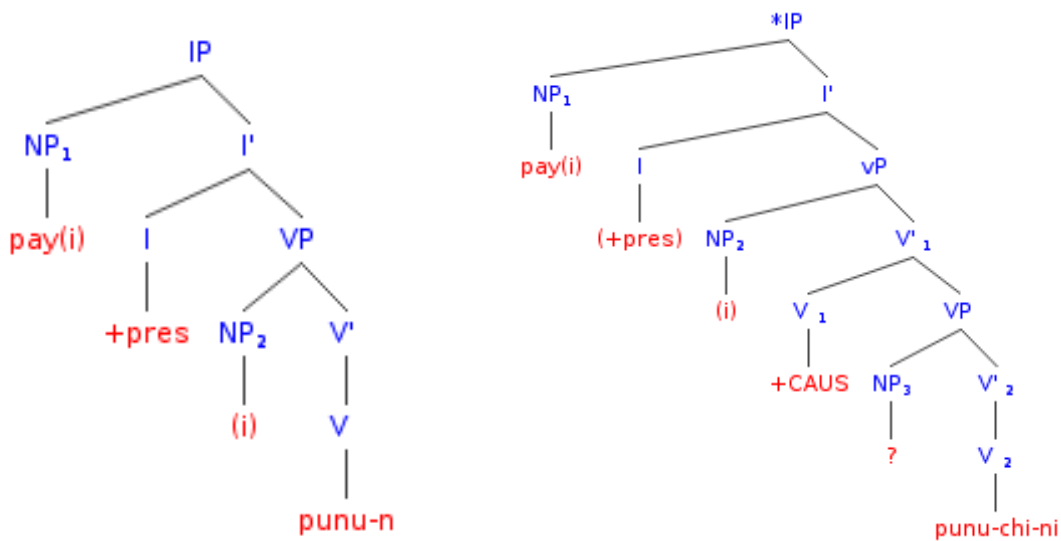 IP
NP₁ I'
pay(i) I VP
+pres NP₂ V'
(i) V
punu-n
*IP
NP₁ I'
pay(i) I vP
(+pres) NP₂ V'₁
(i) V₁ VP
+CAUS NP₃ V'₂
? V₂
punu-chi-ni